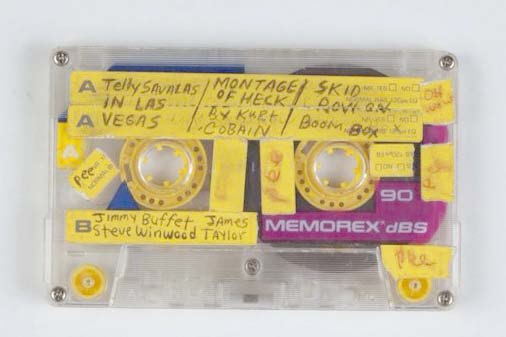 A Telly Savalas / MONTAGE / SKID
IN LAS OF HECK
A VEGAS / BY KURT / BOOM BOX X
COBAIN
A
pee
NORMAL B
pee
pee
90
B Jimmy Buffet JAMES
Steve Winwood TAYLOR
MEMOREX dBS
pee